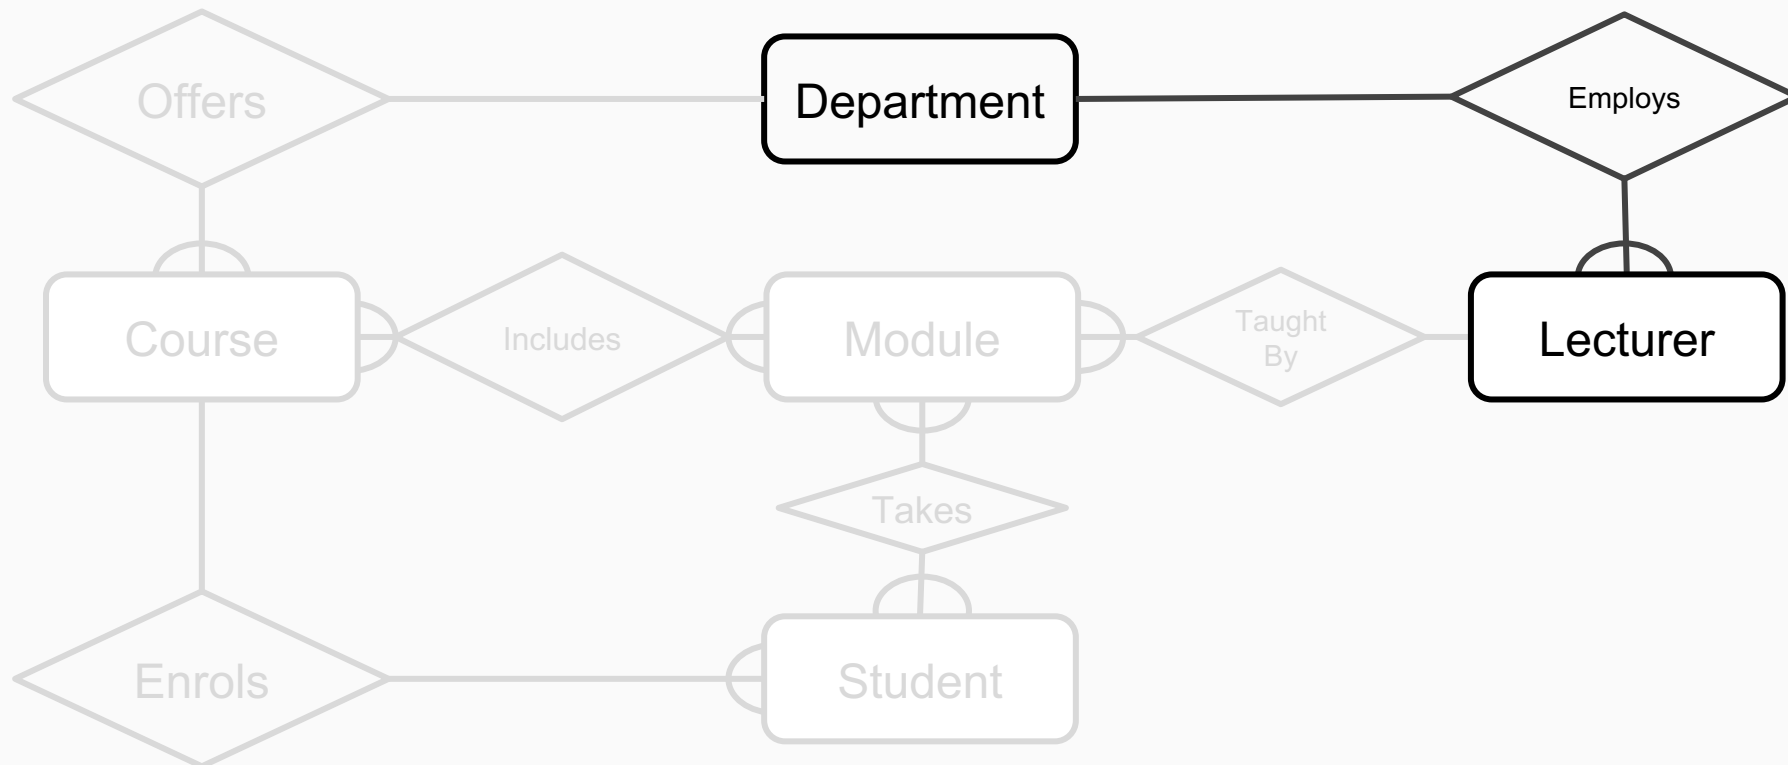 Offers
Department
Employs
Course
Includes
Module
Taught
By
Lecturer
Takes
Enrols
Student